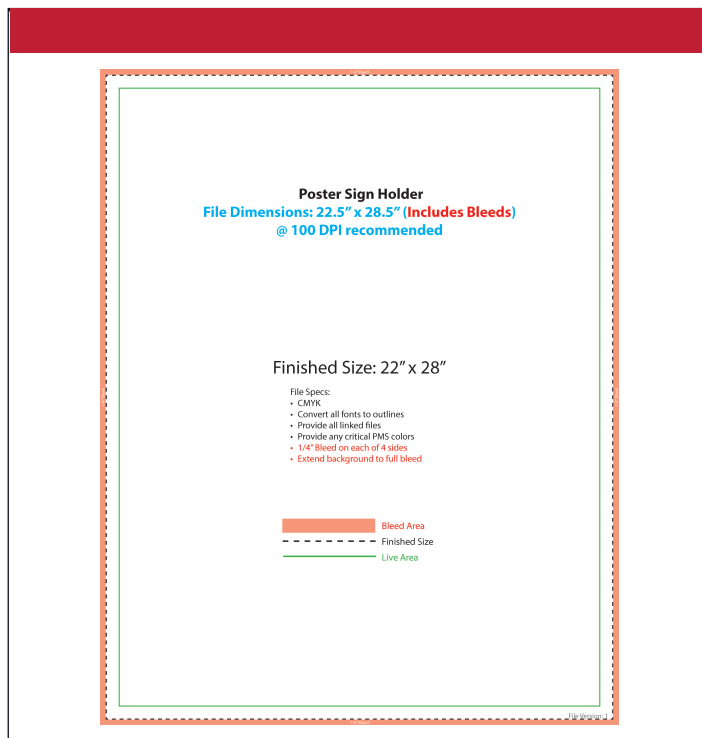 Poster Sign Holder
File Dimensions: 22.5” x 28.5” (Includes Bleeds)
@ 100 DPI recommended
Finished Size: 22” x 28”
File Specs:
• CMYK
• Convert all fonts to outlines
• Provide all linked files
• Provide any critical PMS colors
• 1/4” Bleed on each of 4 sides
• Extend background to full bleed
Bleed Area
Finished Size
Live Area
File Version: 1